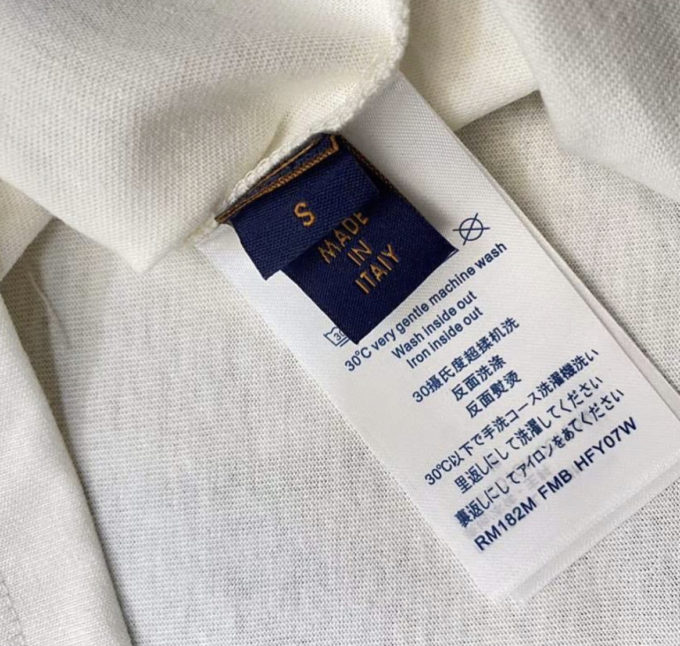 S
MADE
IN
ITALY
30
30°C very gentle machine wash
Wash inside out
Iron inside out
30摄氏度超揉机洗
反面洗涤
反面熨烫
30℃以下で手洗コース洗濯機洗い
里返しにして洗濯してください
裏返しにしてアイロンをあてください
RM182M FMB HFY07W